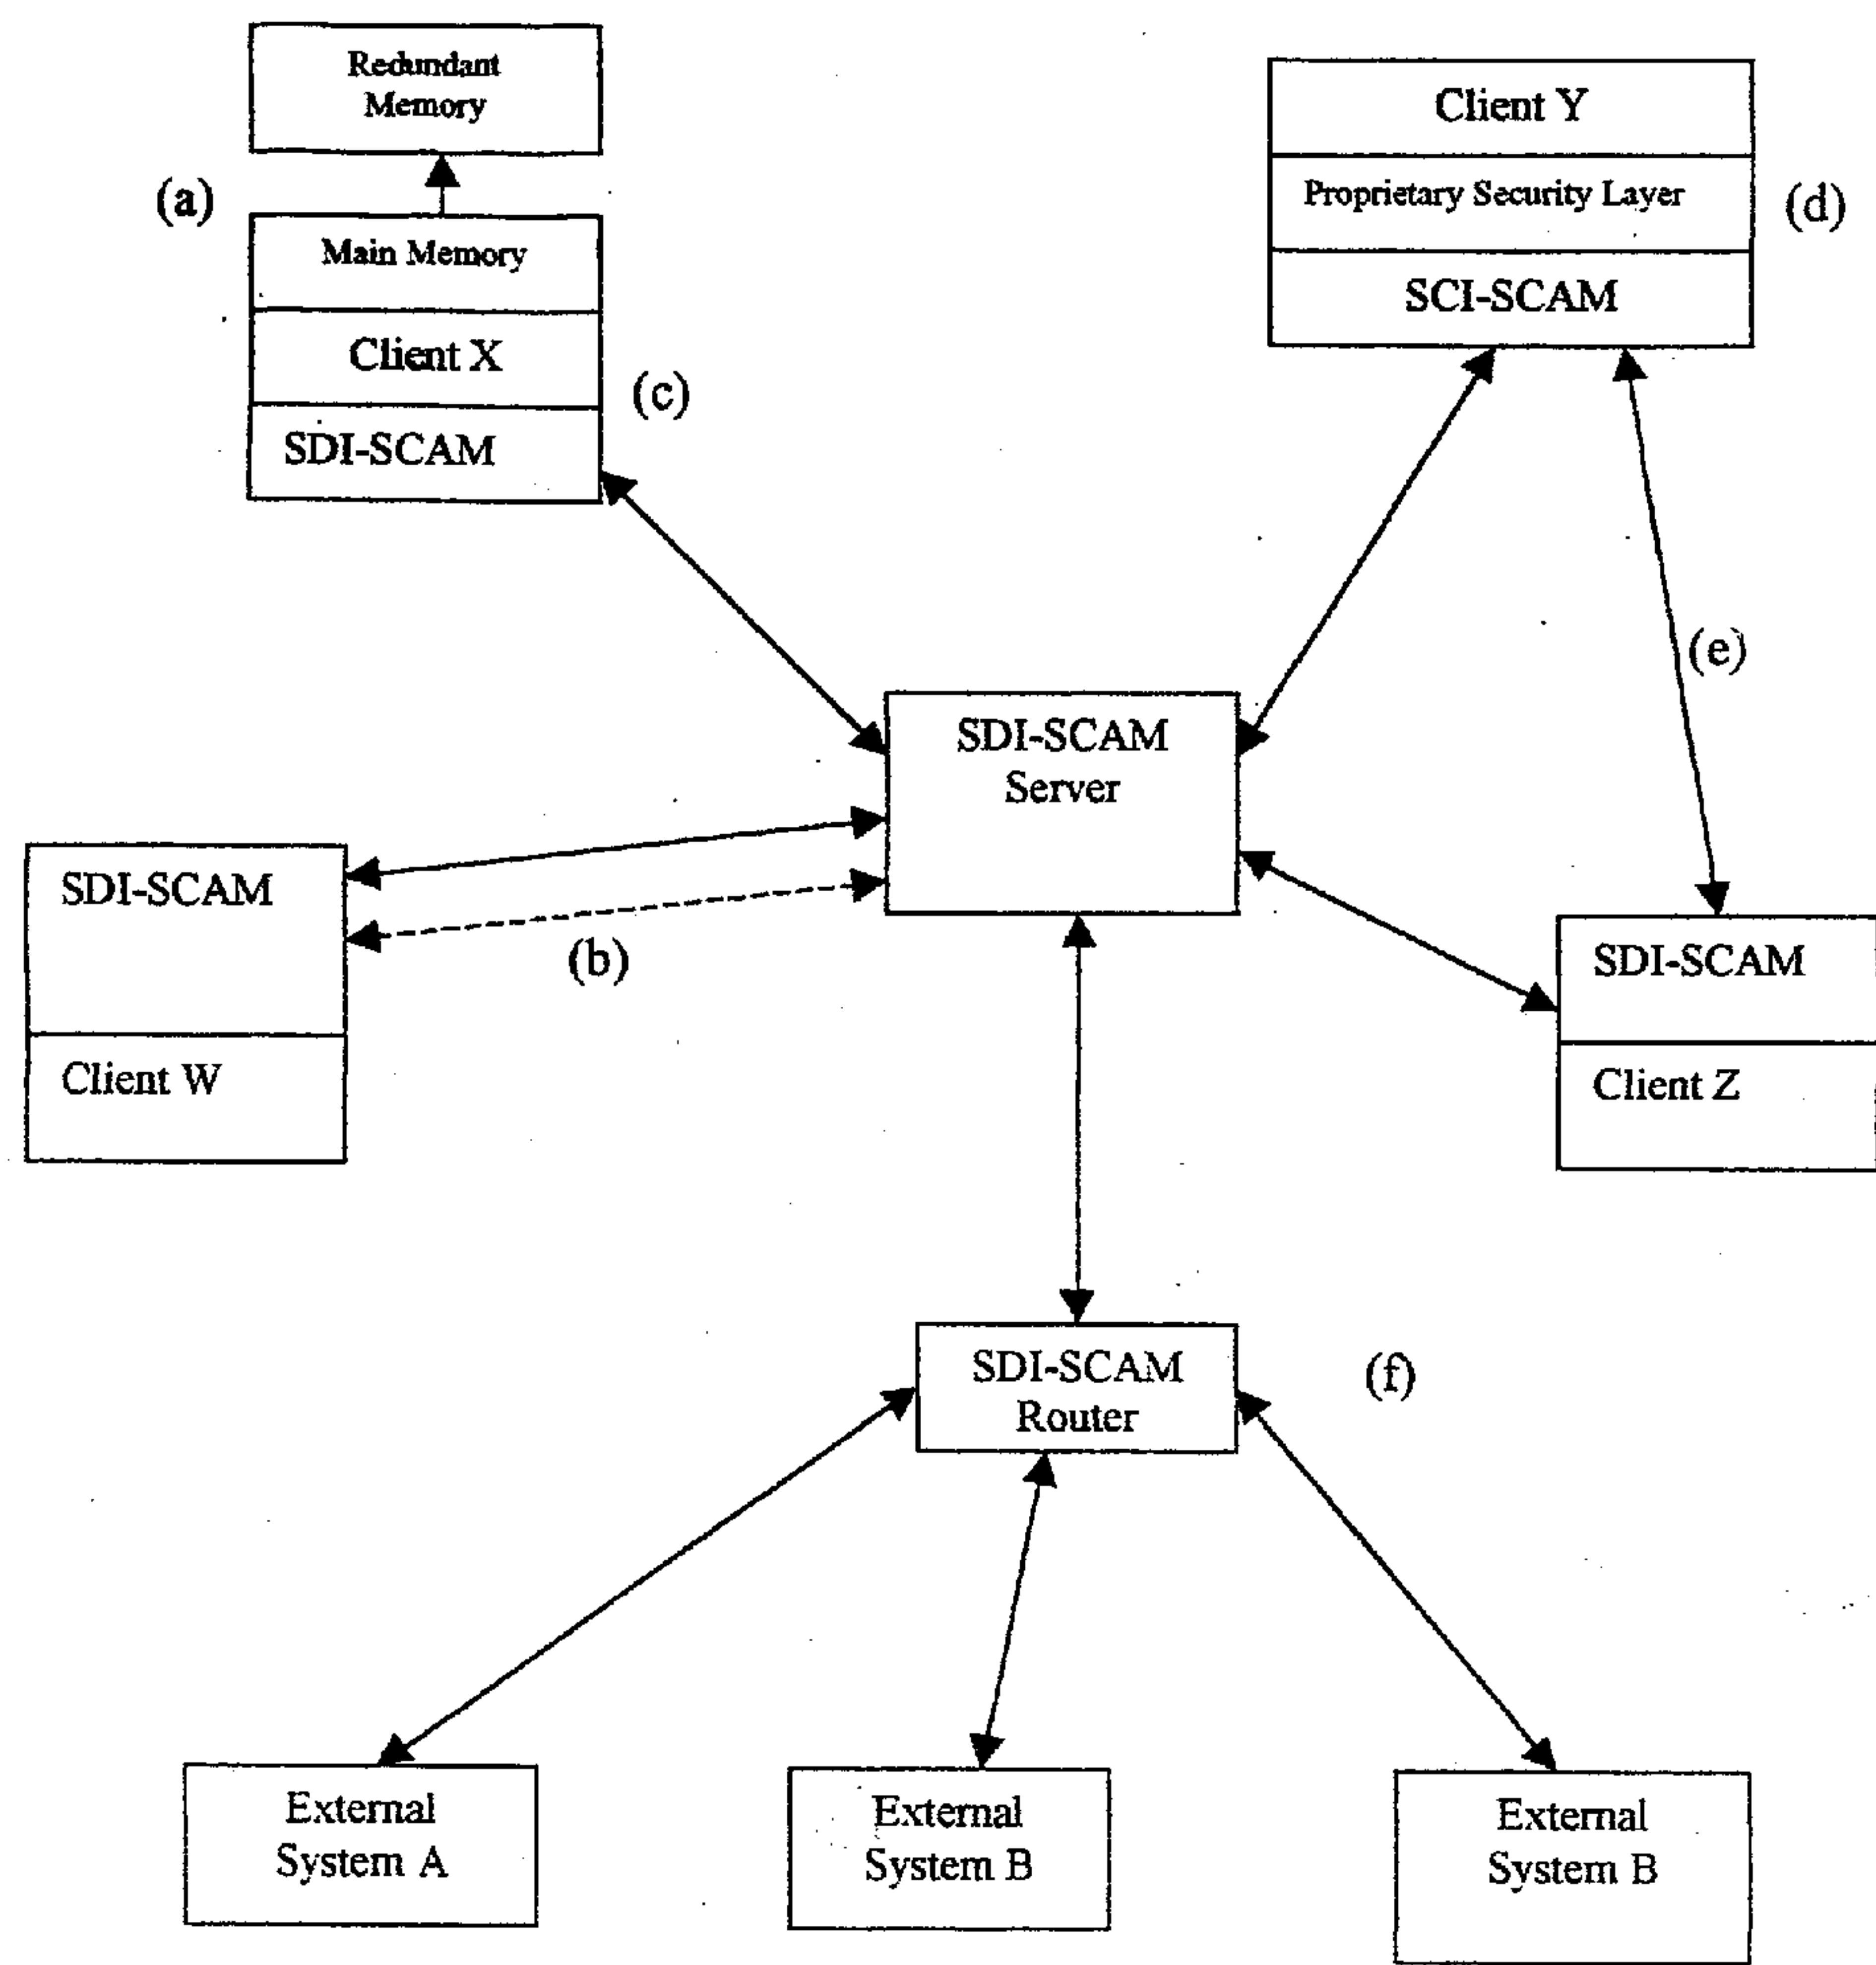 Redundant
Memory
(a)
Main Memory
Client X
(c)
SDI-SCAM
Client Y
Proprietary Security Layer
(d)
SCI-SCAM
(e)
SDI-SCAM
Server
SDI-SCAM
(b)
Client W
SDI-SCAM
Client Z
SDI-SCAM
Router
(f)
External
System A
External
System B
External
System B